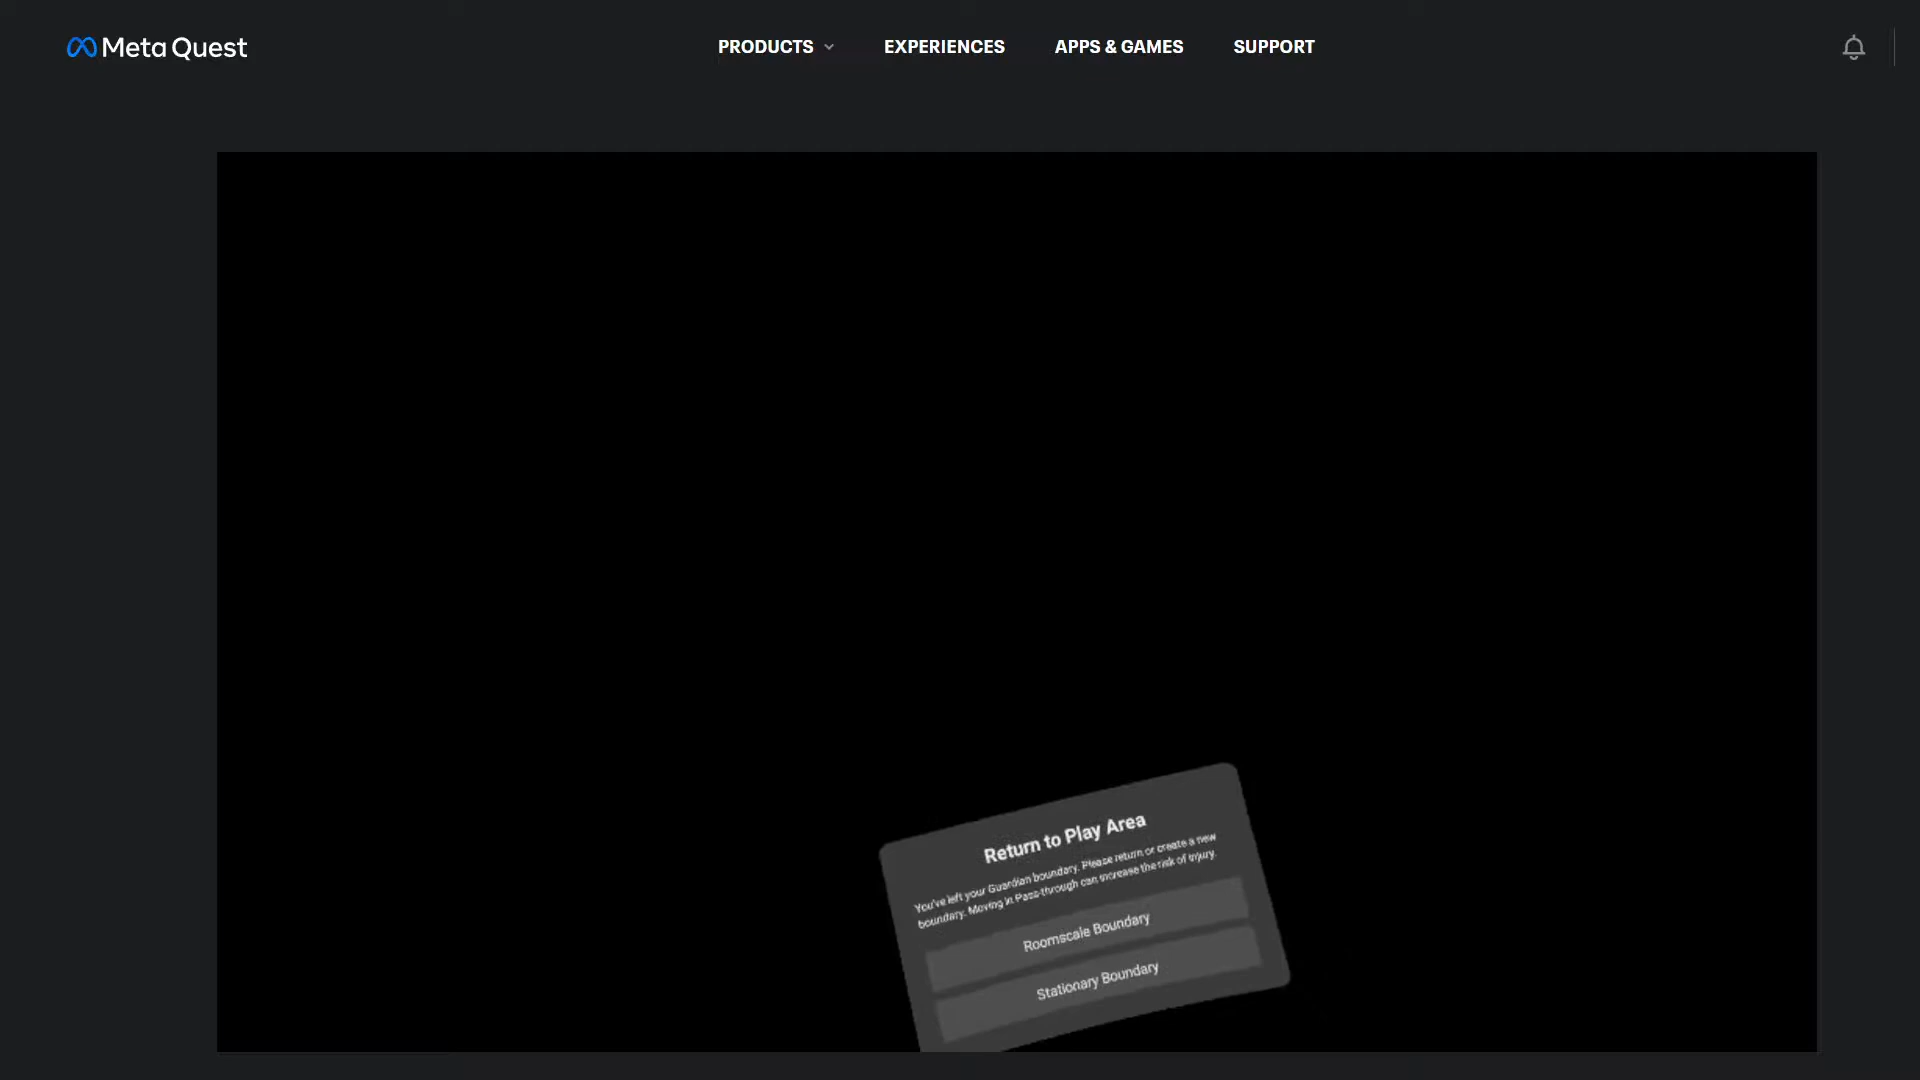 Meta Quest
PRODUCTS
EXPERIENCES
APPS & GAMES
SUPPORT
Return to Play Area
You've left your Guardian boundary. Please return or create a new
boundary. Moving in Pass-through can increase the risk of injury.
Roomscale Boundary
Stationary Boundary